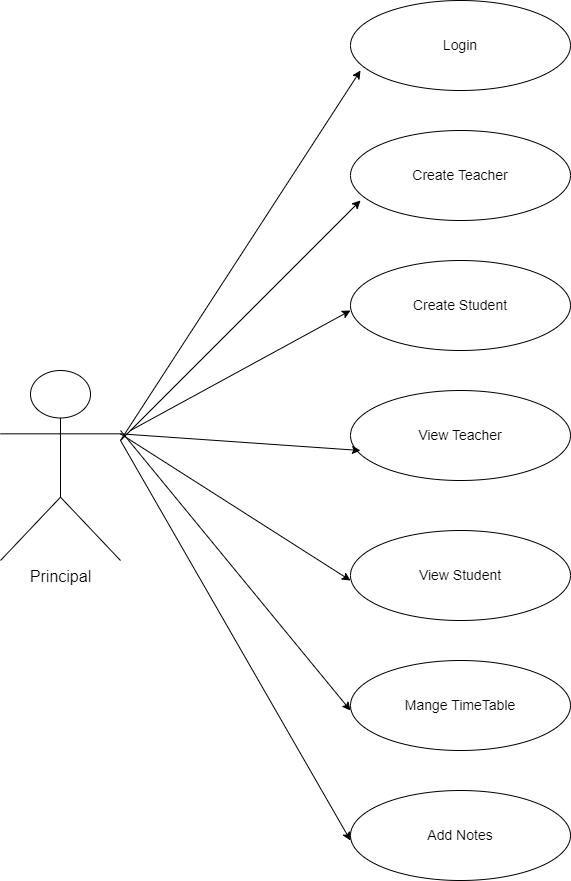 Login
Create Teacher
Create Student
View Teacher
Principal
View Student
Mange TimeTable
Add Notes